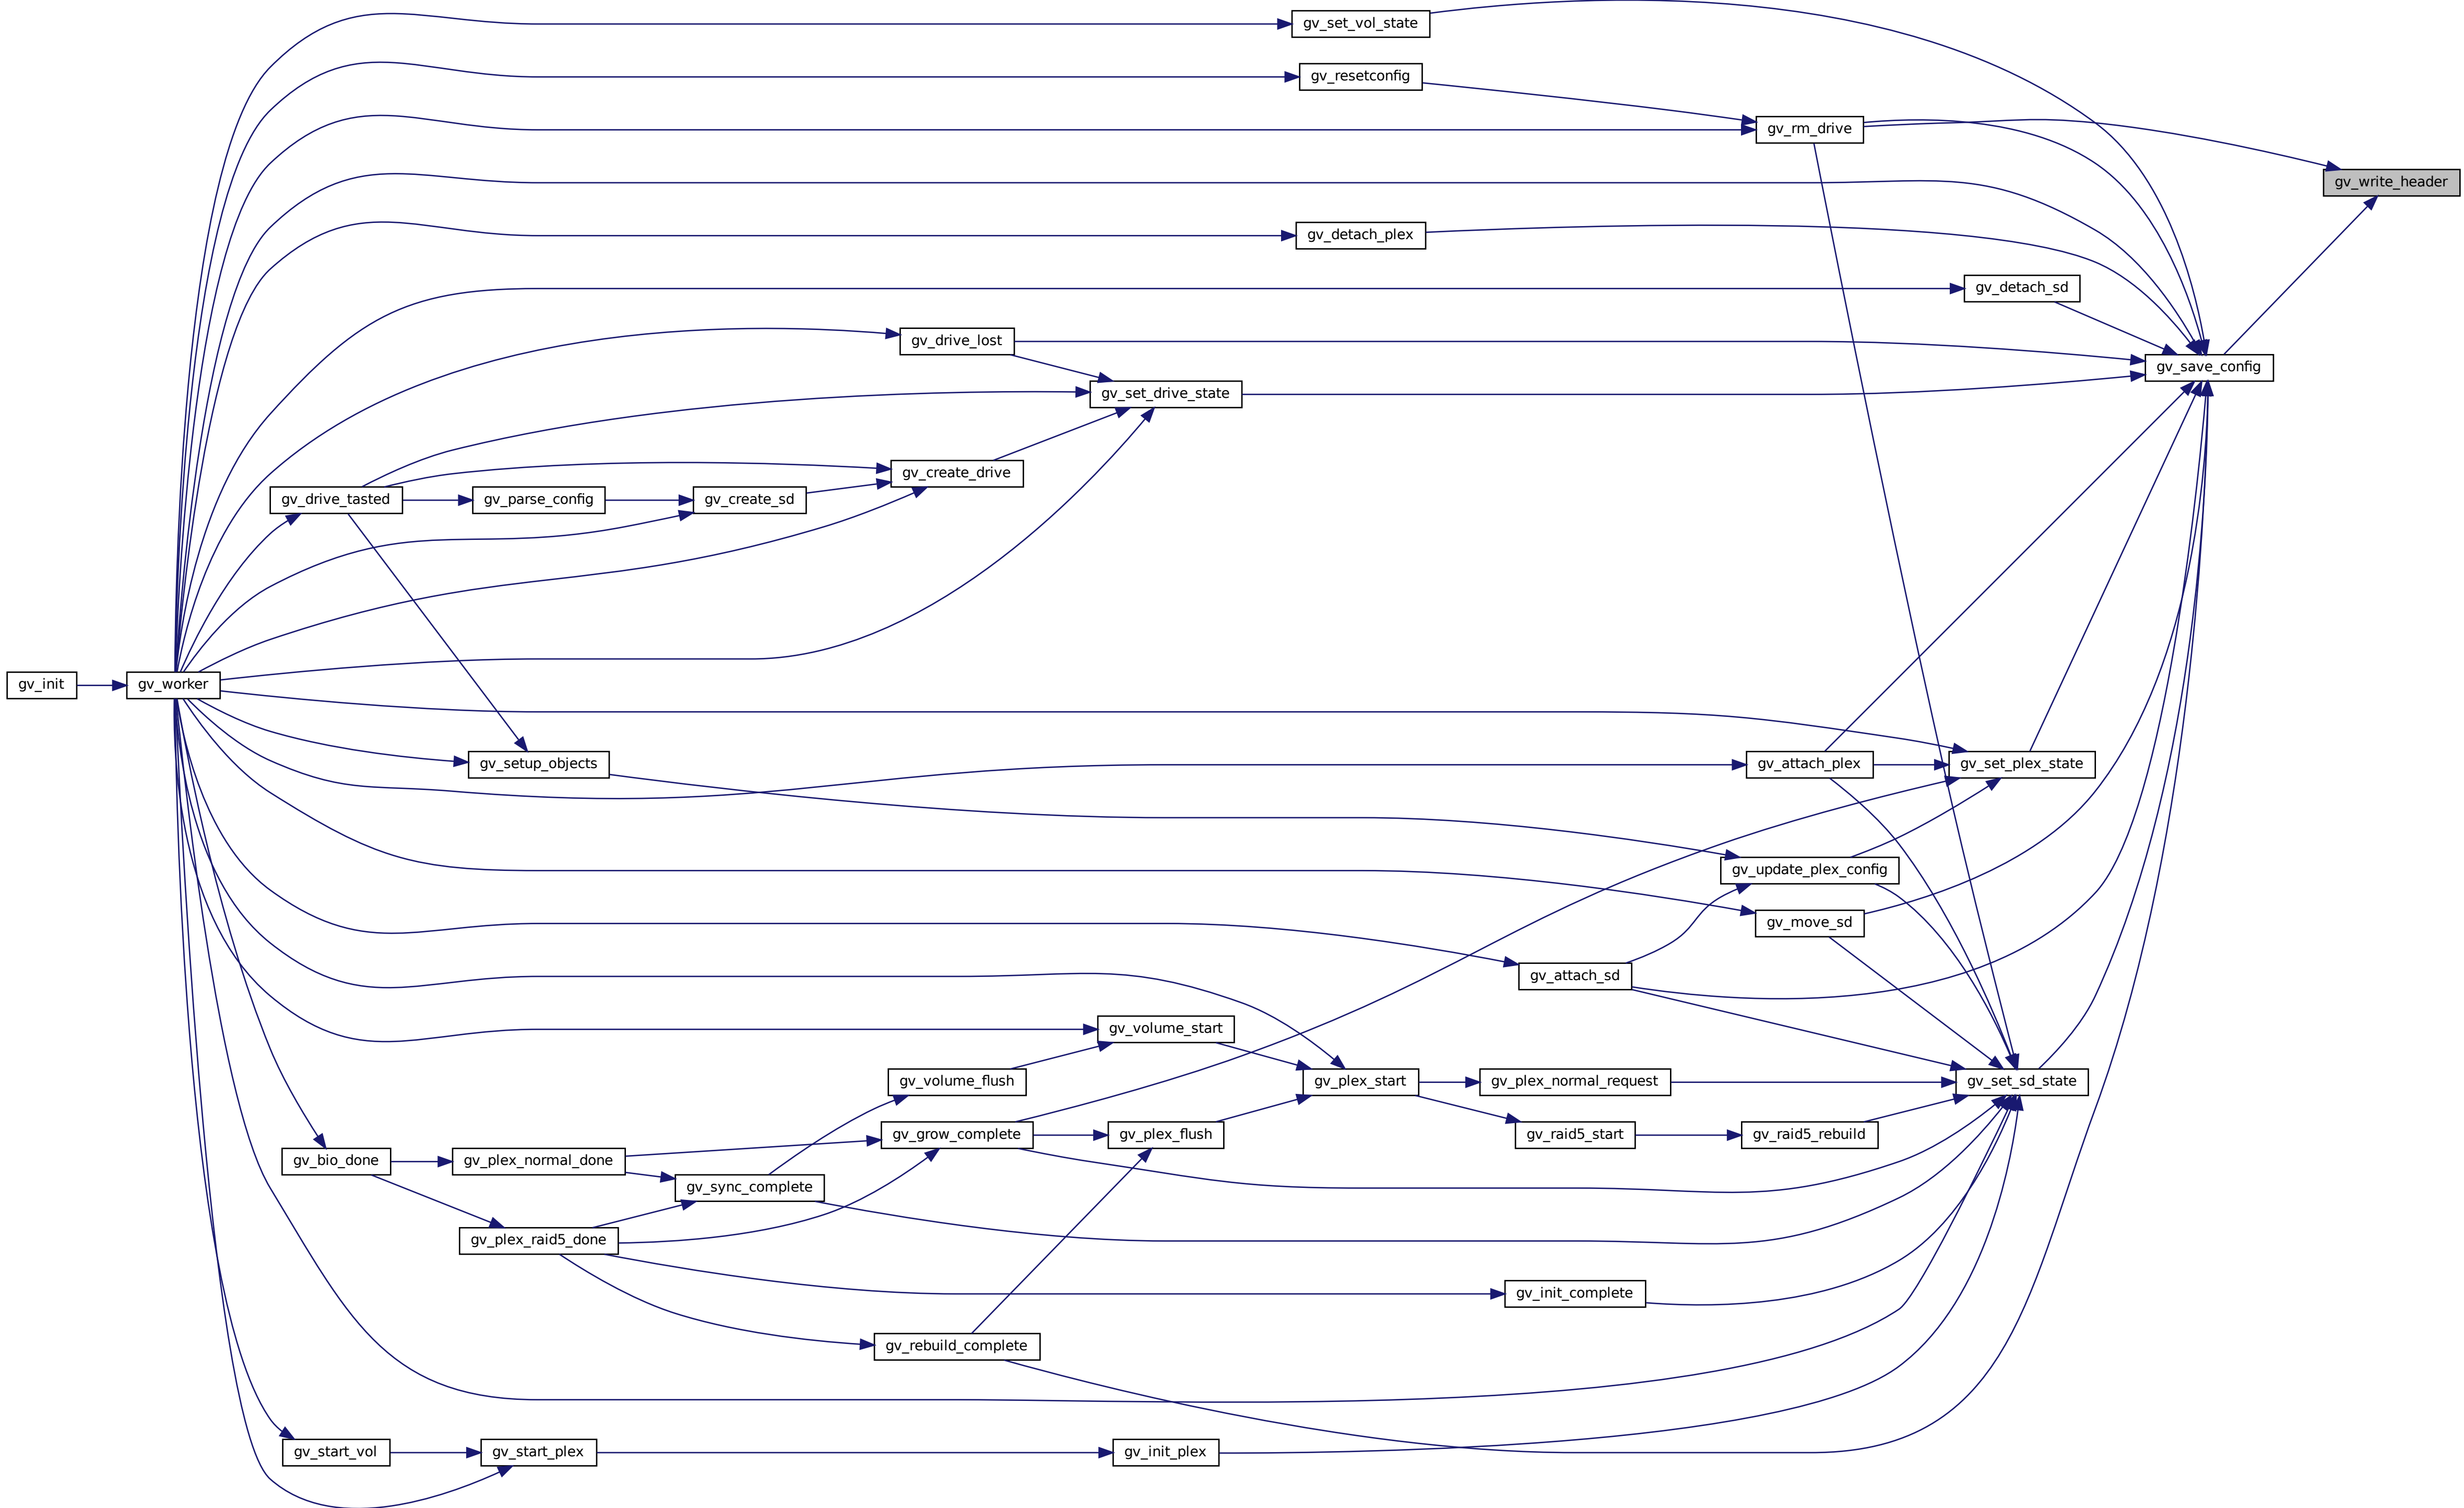 gv_set_vol_state
gv_resetconfig
gv_rm_drive
gv_write_header
gv_detach_plex
gv_detach_sd
gv_drive_lost
gv_save_config
gv_set_drive_state
gv_create_drive
gv_drive_tasted
gv_parse_config
gv_create_sd
gv_init
gv_worker
gv_setup_objects
gv_attach_plex
gv_set_plex_state
gv_update_plex_config
gv_move_sd
gv_attach_sd
gv_volume_start
gv_volume_flush
gv_plex_start
gv_plex_normal_request
gv_set_sd_state
gv_grow_complete
gv_plex_flush
gv_raid5_start
gv_raid5_rebuild
gv_bio_done
gv_plex_normal_done
gv_sync_complete
gv_plex_raid5_done
gv_init_complete
gv_rebuild_complete
gv_start_vol
gv_start_plex
gv_init_plex